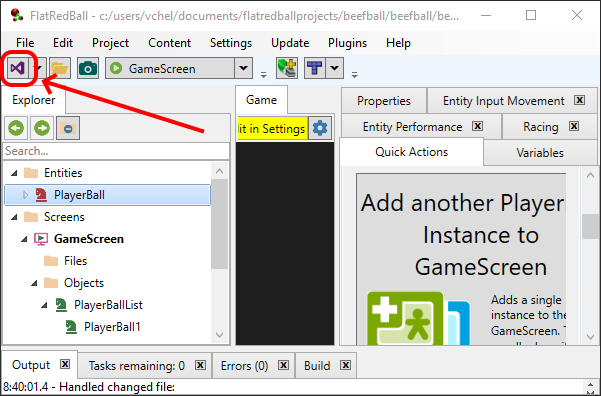 FlatRedBall - c:/users/vchel/documents/flatredballprojects/beefball/beefball/be...
File Edit Project Content Settings Update Plugins Help
GameScreen
Explorer
Game
Properties
Entity Input Movement
lit in Settings
Entity Performance
Racing
Search...
Quick Actions
Variables
Entities
PlayerBall
Screens
GameScreen
Files
Objects
PlayerBallList
PlayerBall1
Add another Player
Instance to
GameScreen
Adds a single
instance to the
GameScreen. T
Output
Tasks remaining: 0
Errors (0)
Build
8:40:01.4 - Handled changed file: